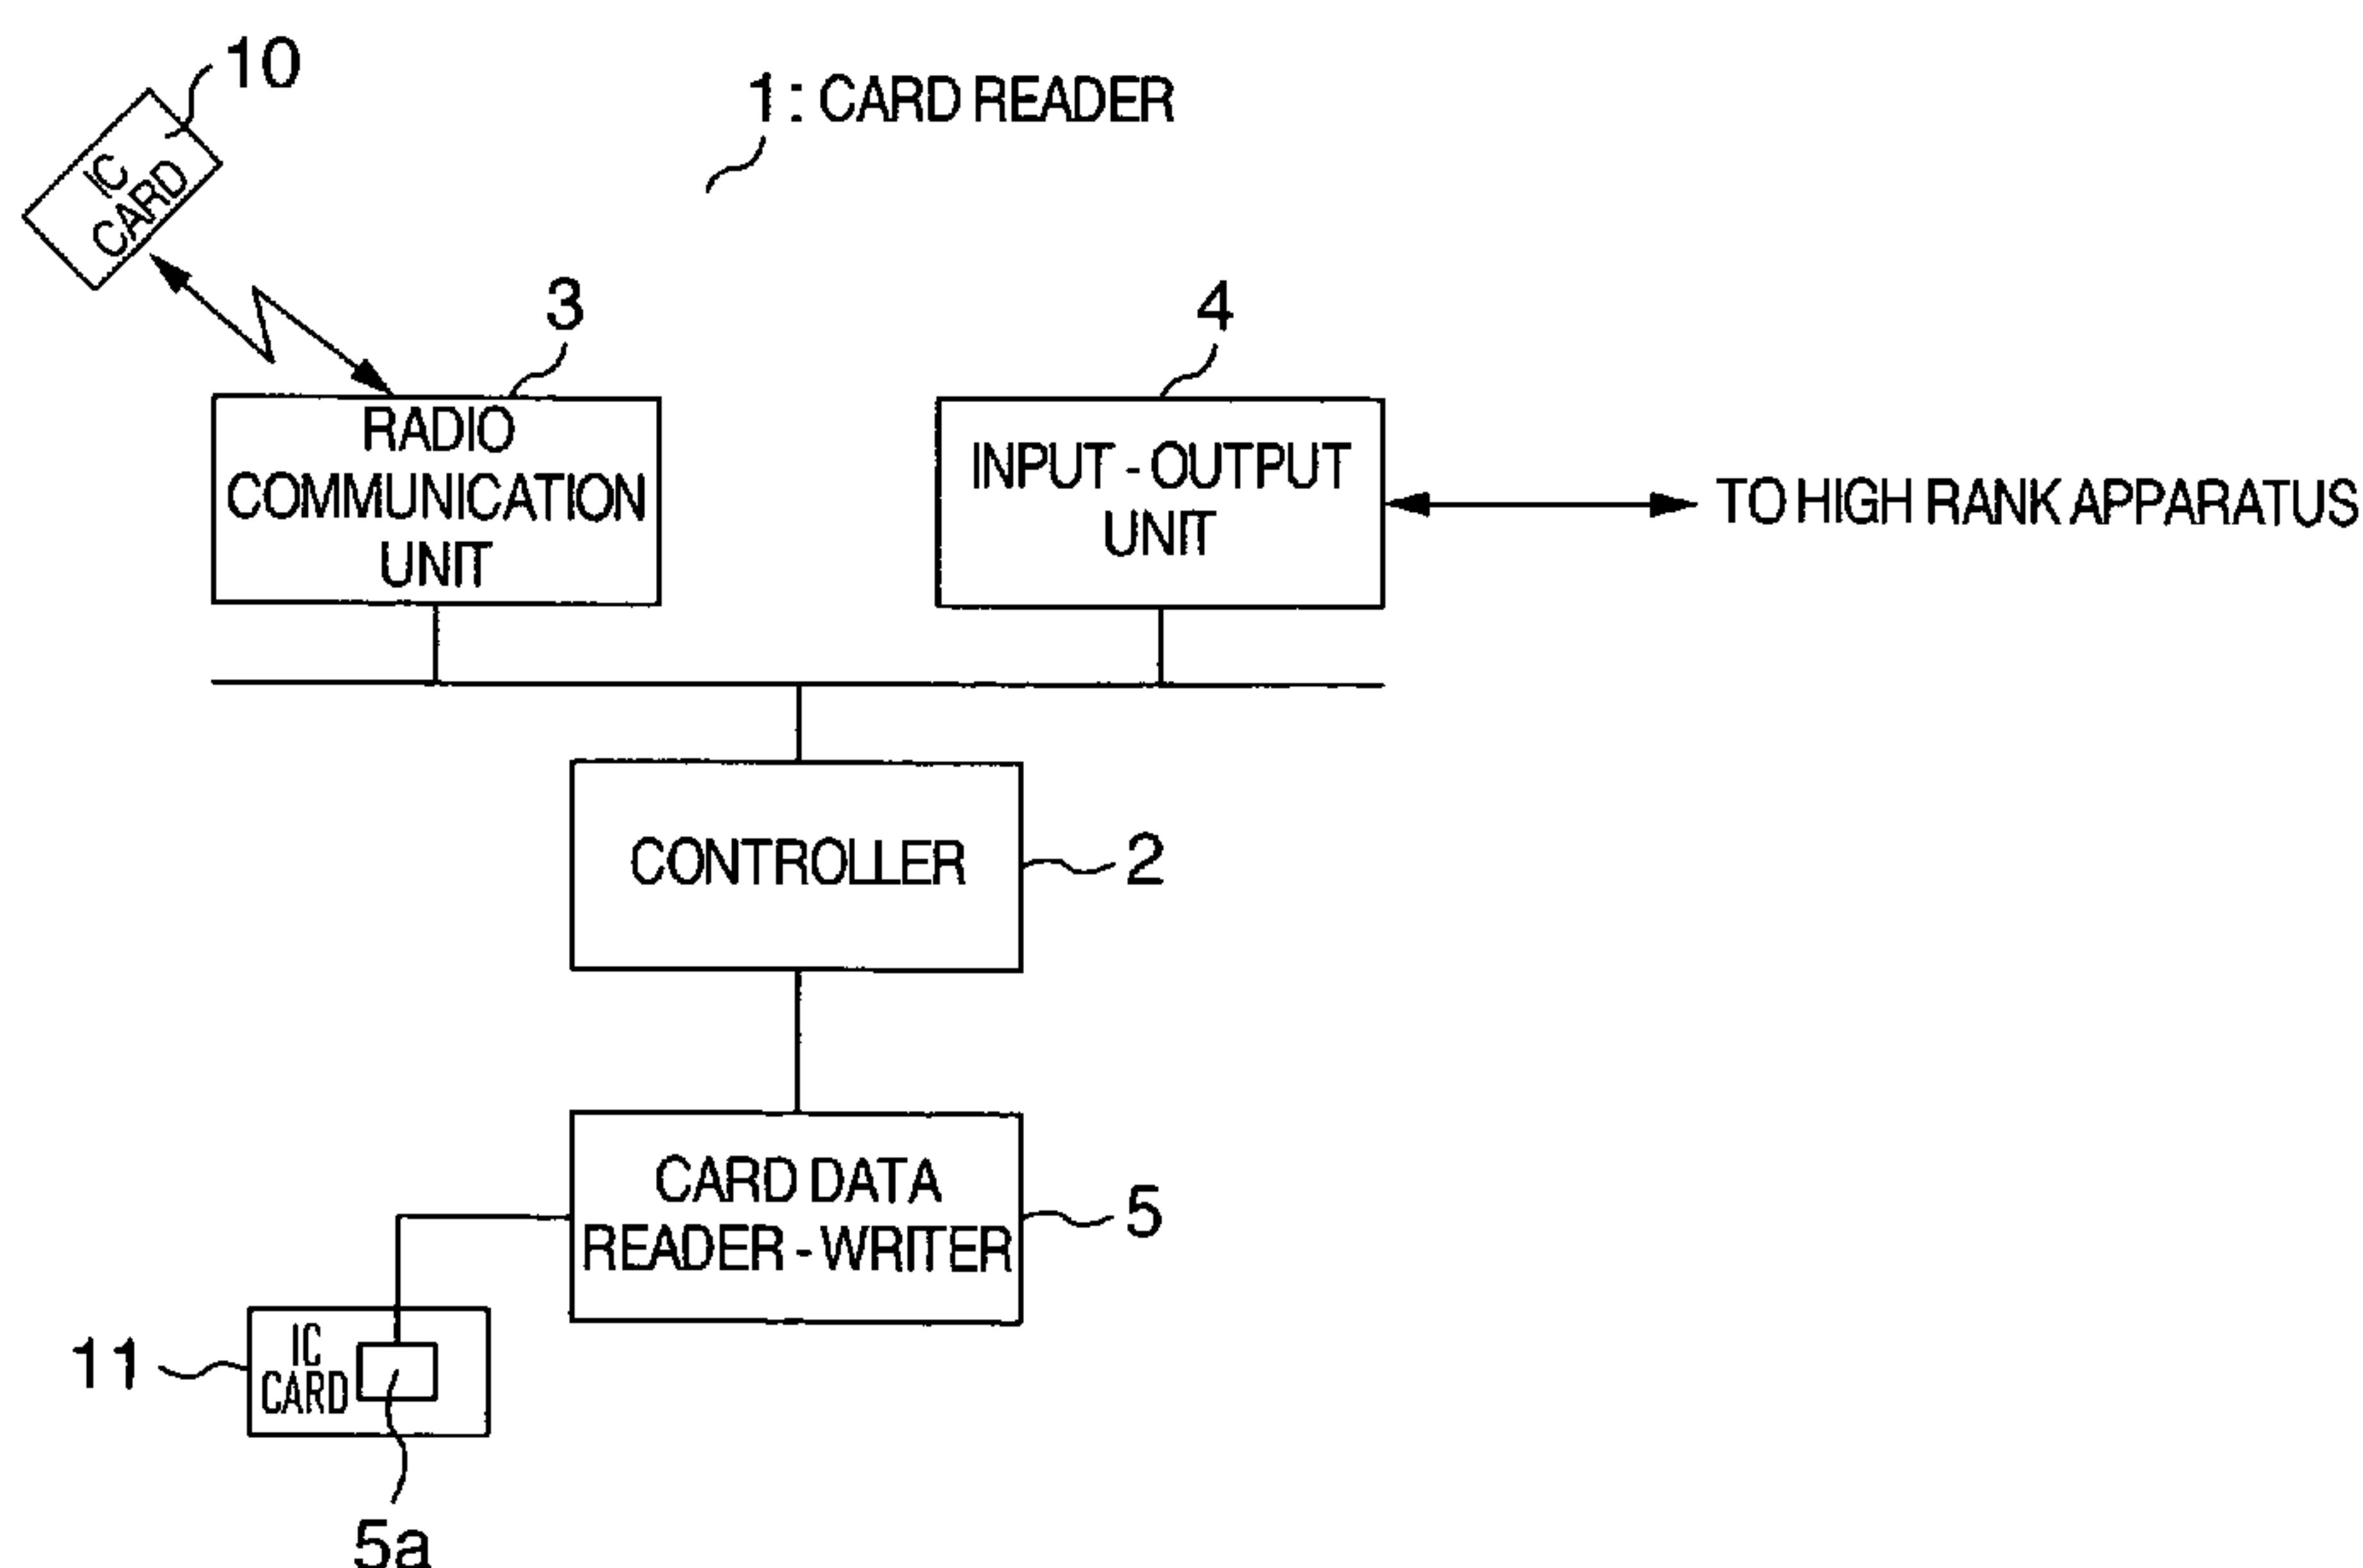 10
1: CARD READER
IC
CARD
3
4
RADIO
COMMUNICATION
UNIT
INPUT - OUTPUT
UNIT
TO HIGH RANK APPARATUS
CONTROLLER
2
CARD DATA
READER - WRITER
5
11
IC
CARD
5a